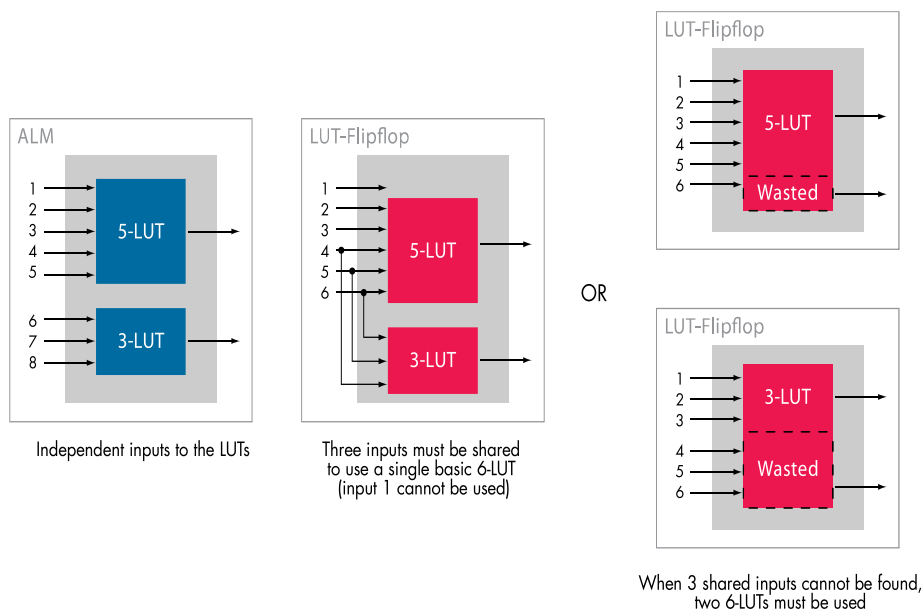 ALM
1
2
3
4
5
5-LUT
6
7
8
3-LUT
Independent inputs to the LUTs
LUT-Flipflop
1
2
3
4
5
6
5-LUT
3-LUT
Three inputs must be shared
to use a single basic 6-LUT
(input 1 cannot be used)
OR
LUT-Flipflop
1
2
3
4
5
6
5-LUT
Wasted
LUT-Flipflop
1
2
3
4
5
6
3-LUT
Wasted
When 3 shared inputs cannot be found,
two 6-LUTs must be used